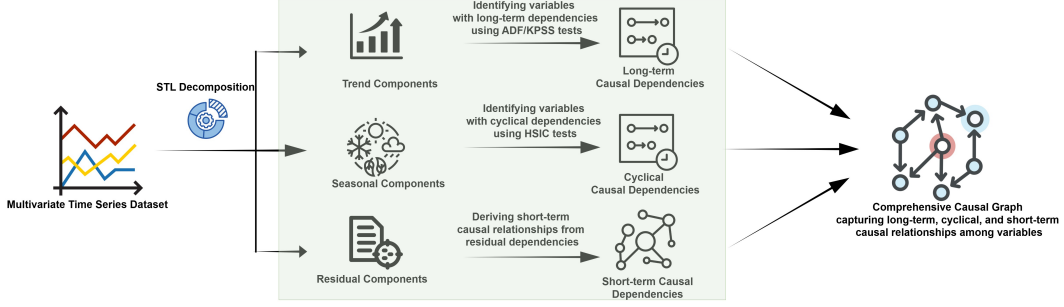 Multivariate Time Series Dataset
STL Decomposition
Trend Components
Identifying variables
with long-term dependencies
using ADF/KPSS tests
Long-term
Causal Dependencies
Seasonal Components
Identifying variables
with cyclical dependencies
using HSIC tests
Cyclical
Causal Dependencies
Residual Components
Deriving short-term
causal relationships from
residual dependencies
Short-term Causal
Dependencies
Comprehensive Causal Graph
capturing long-term, cyclical, and short-term
causal relationships among variables